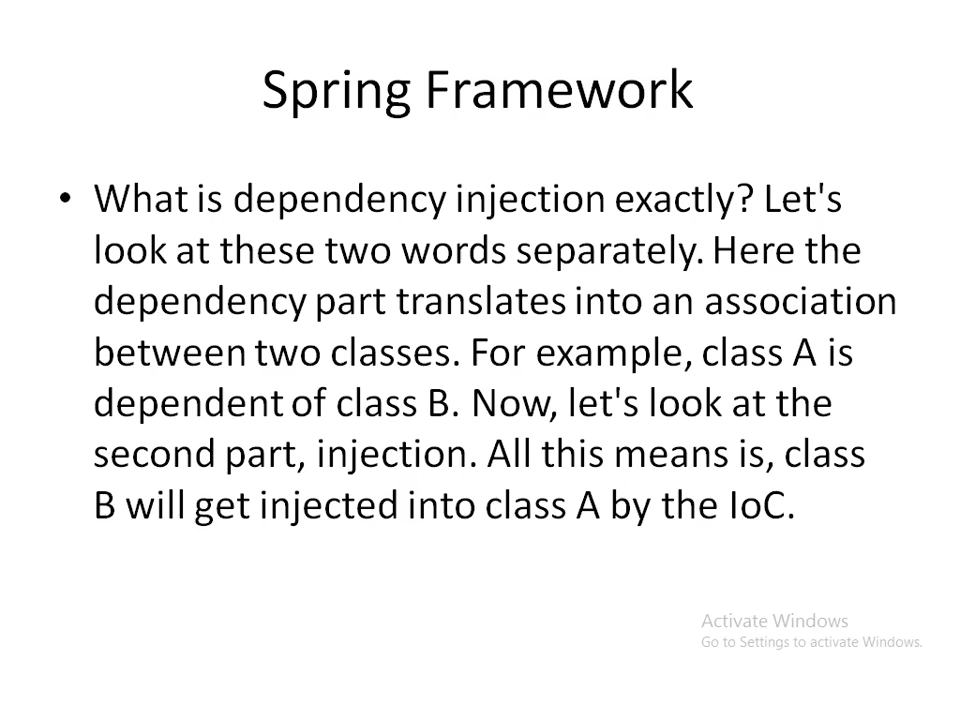 Spring Framework
• What is dependency injection exactly? Let's
look at these two words separately. Here the
dependency part translates into an association
between two classes. For example, class A is
dependent of class B. Now, let's look at the
second part, injection. All this means is, class
B will get injected into class A by the IoC.
Activate Windows
Go to Settings to activate Windows.